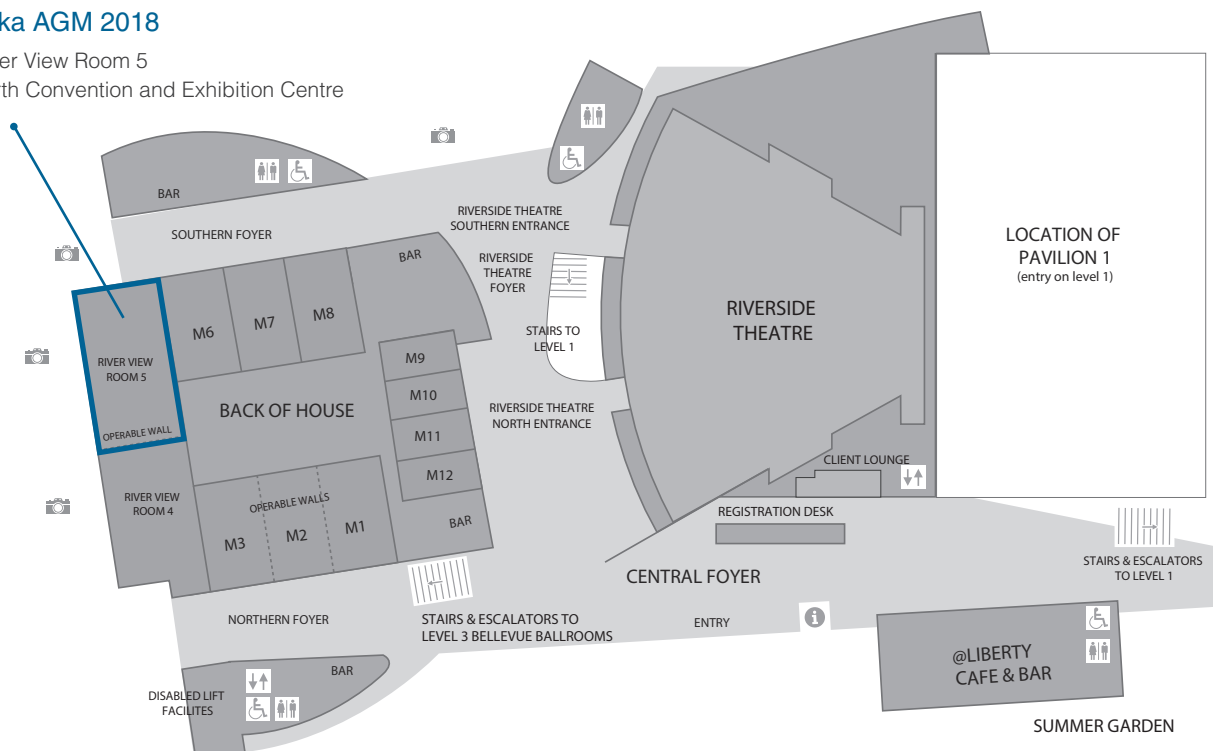 ka AGM 2018
er View Room 5
th Convention and Exhibition Centre
BAR
SOUTHERN FOYER
RIVERSIDE THEATRE
SOUTHERN ENTRANCE
BAR
RIVERSIDE
THEATRE
FOYER
LOCATION OF
PAVILION 1
(entry on level 1)
M6
M7
M8
RIVERSIDE
THEATRE
STAIRS TO
LEVEL 1
RIVER VIEW
ROOM 5
M9
M10
BACK OF HOUSE
RIVERSIDE THEATRE
NORTH ENTRANCE
OPERABLE WALL
M11
M12
CLIENT LOUNGE
RIVER VIEW
ROOM 4
OPERABLE WALLS
M3
M2
M1
BAR
REGISTRATION DESK
STAIRS & ESCALATORS
TO LEVEL 1
CENTRAL FOYER
NORTHERN FOYER
STAIRS & ESCALATORS TO
LEVEL 3 BELLEVUE BALLROOMS
ENTRY
i
@LIBERTY
CAFE & BAR
BAR
DISABLED LIFT
FACILITES
SUMMER GARDEN